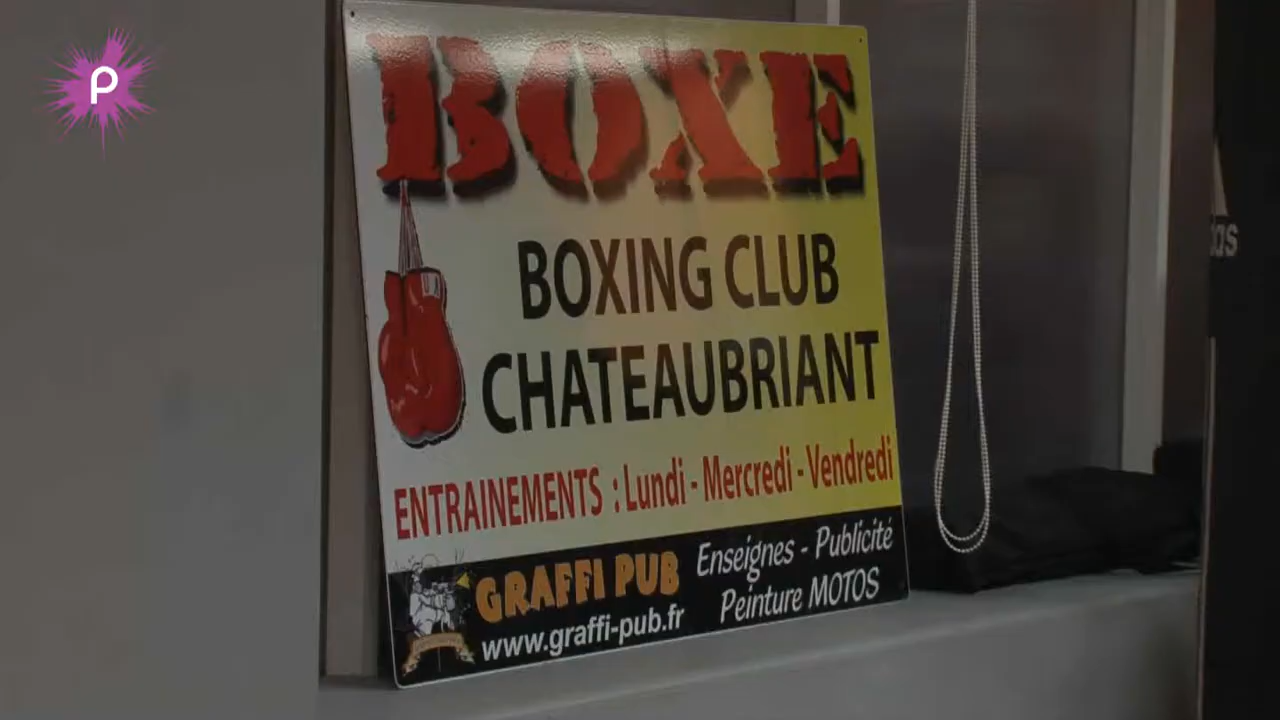 P
BOXE
BOXING CLUB
CHATEAUBRIANT
ENTRAINEMENTS : Lundi - Mercredi - Vendredi
GRAFFI PUB
www.graffi-pub.fr
Enseignes - Publicité
Peinture MOTOS